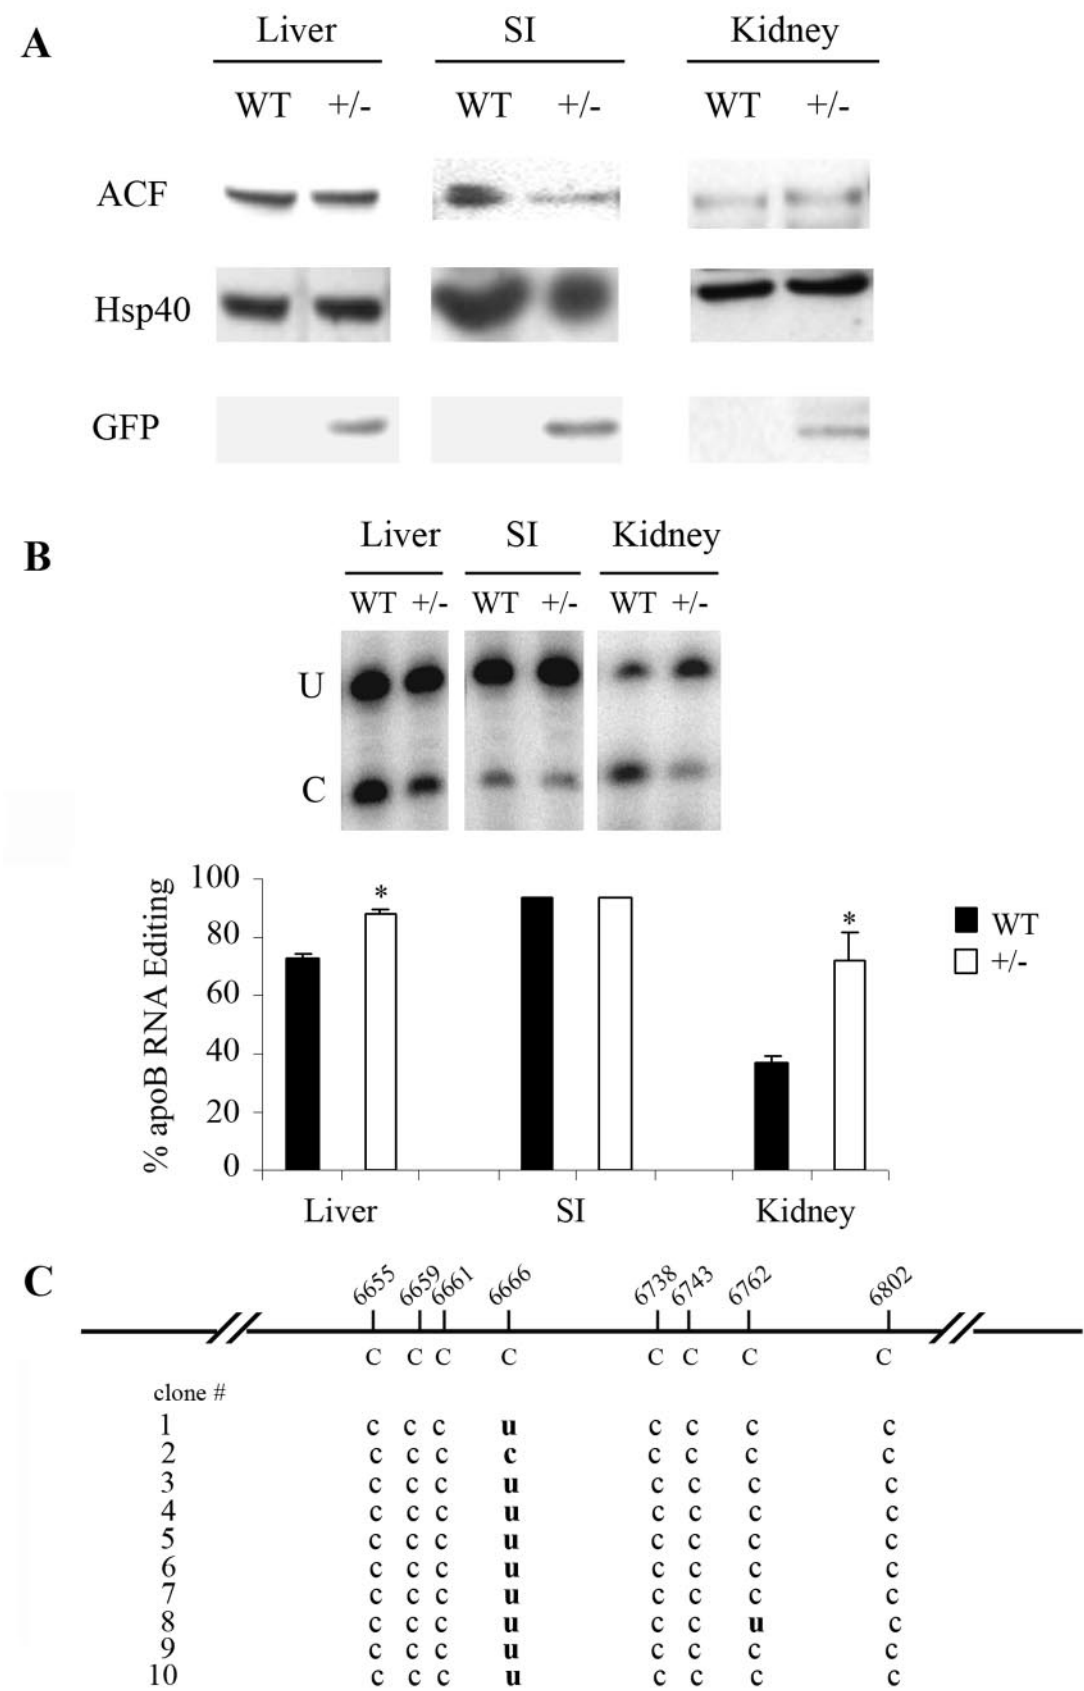 A
Liver SI Kidney
WT +/- WT +/- WT +/-
ACF
Hsp40
GFP
B
Liver SI Kidney
WT +/- WT +/- WT +/-
U
C
% apoB RNA Editing
100
80
60
40
20
0
* *
WT
+/-
Liver SI Kidney
C
6655 6659 6661 6666 6738 6743 6762 6802
C C C C C C C C
clone #
1 c c c u c c c c
2 c c c c c c c c
3 c c c u c c c c
4 c c c u c c c c
5 c c c u c c c c
6 c c c u c c c c
7 c c c u c c c c
8 c c c u c c u c
9 c c c u c c c c
10 c c c u c c c c